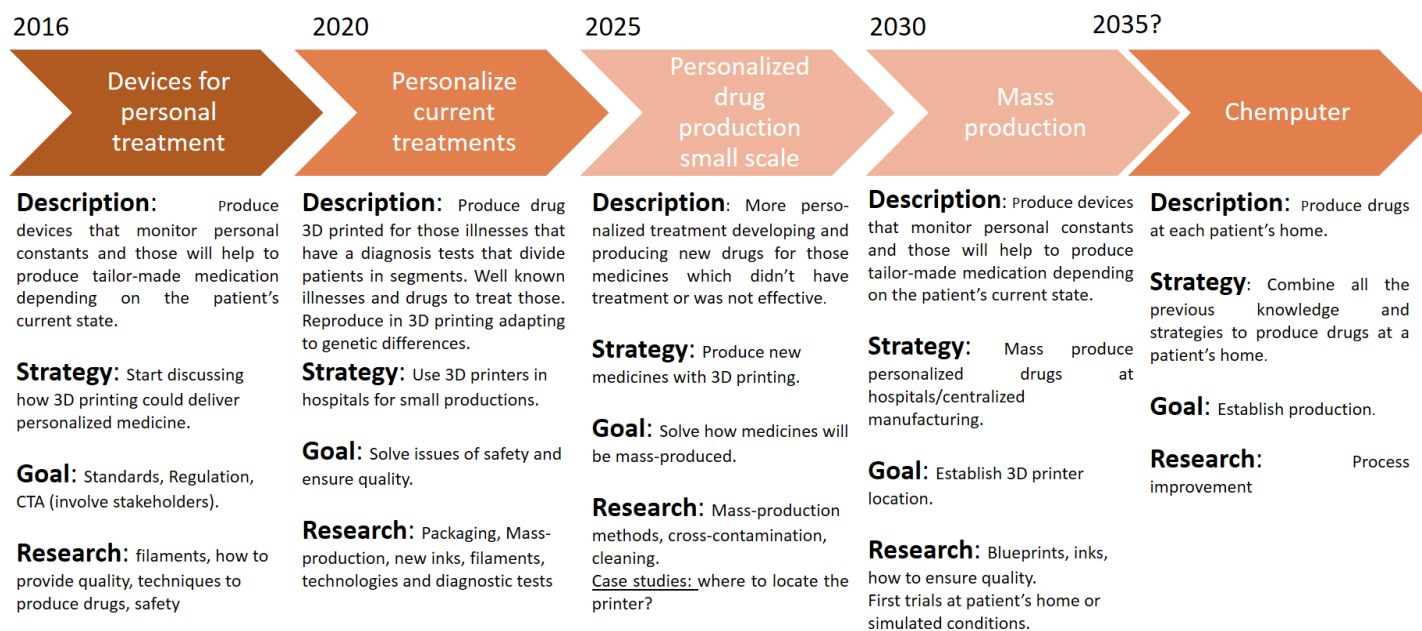 2016
2020
2025
2030
2035?
Devices for
personal
treatment
Personalize
current
treatments
Personalized
drug
production
small scale
Mass
production
Chemputer
Description: Produce
devices that monitor personal
constants and those will help to
produce tailor-made medication
depending on the patient's
current state.
Strategy: Start discussing
how 3D printing could deliver
personalized medicine.
Goal: Standards, Regulation,
CTA (involve stakeholders).
Research: filaments, how to
provide quality, techniques to
produce drugs, safety
Description: Produce drug
3D printed for those illnesses that
have a diagnosis tests that divide
patients in segments. Well known
illnesses and drugs to treat those.
Reproduce in 3D printing adapting
to genetic differences.
Strategy: Use 3D printers in
hospitals for small productions.
Goal: Solve issues of safety and
ensure quality.
Research: Packaging, Mass-
production, new inks, filaments,
technologies and diagnostic tests
Description: More perso-
nalized treatment developing and
producing new drugs for those
medicines which didn't have
treatment or was not effective.
Strategy: Produce new
medicines with 3D printing.
Goal: Solve how medicines will
be mass-produced.
Research: Mass-production
methods, cross-contamination,
cleaning.
Case studies: where to locate the
printer?
Description: Produce devices
that monitor personal constants
and those will help to produce
tailor-made medication depending
on the patient's current state.
Strategy: Mass produce
personalized drugs at
hospitals/centralized
manufacturing.
Goal: Establish 3D printer
location.
Research: Blueprints, inks,
how to ensure quality.
First trials at patient's home or
simulated conditions.
Description: Produce drugs
at each patient's home.
Strategy: Combine all the
previous knowledge and
strategies to produce drugs at a
patient's home.
Goal: Establish production.
Research: Process
improvement